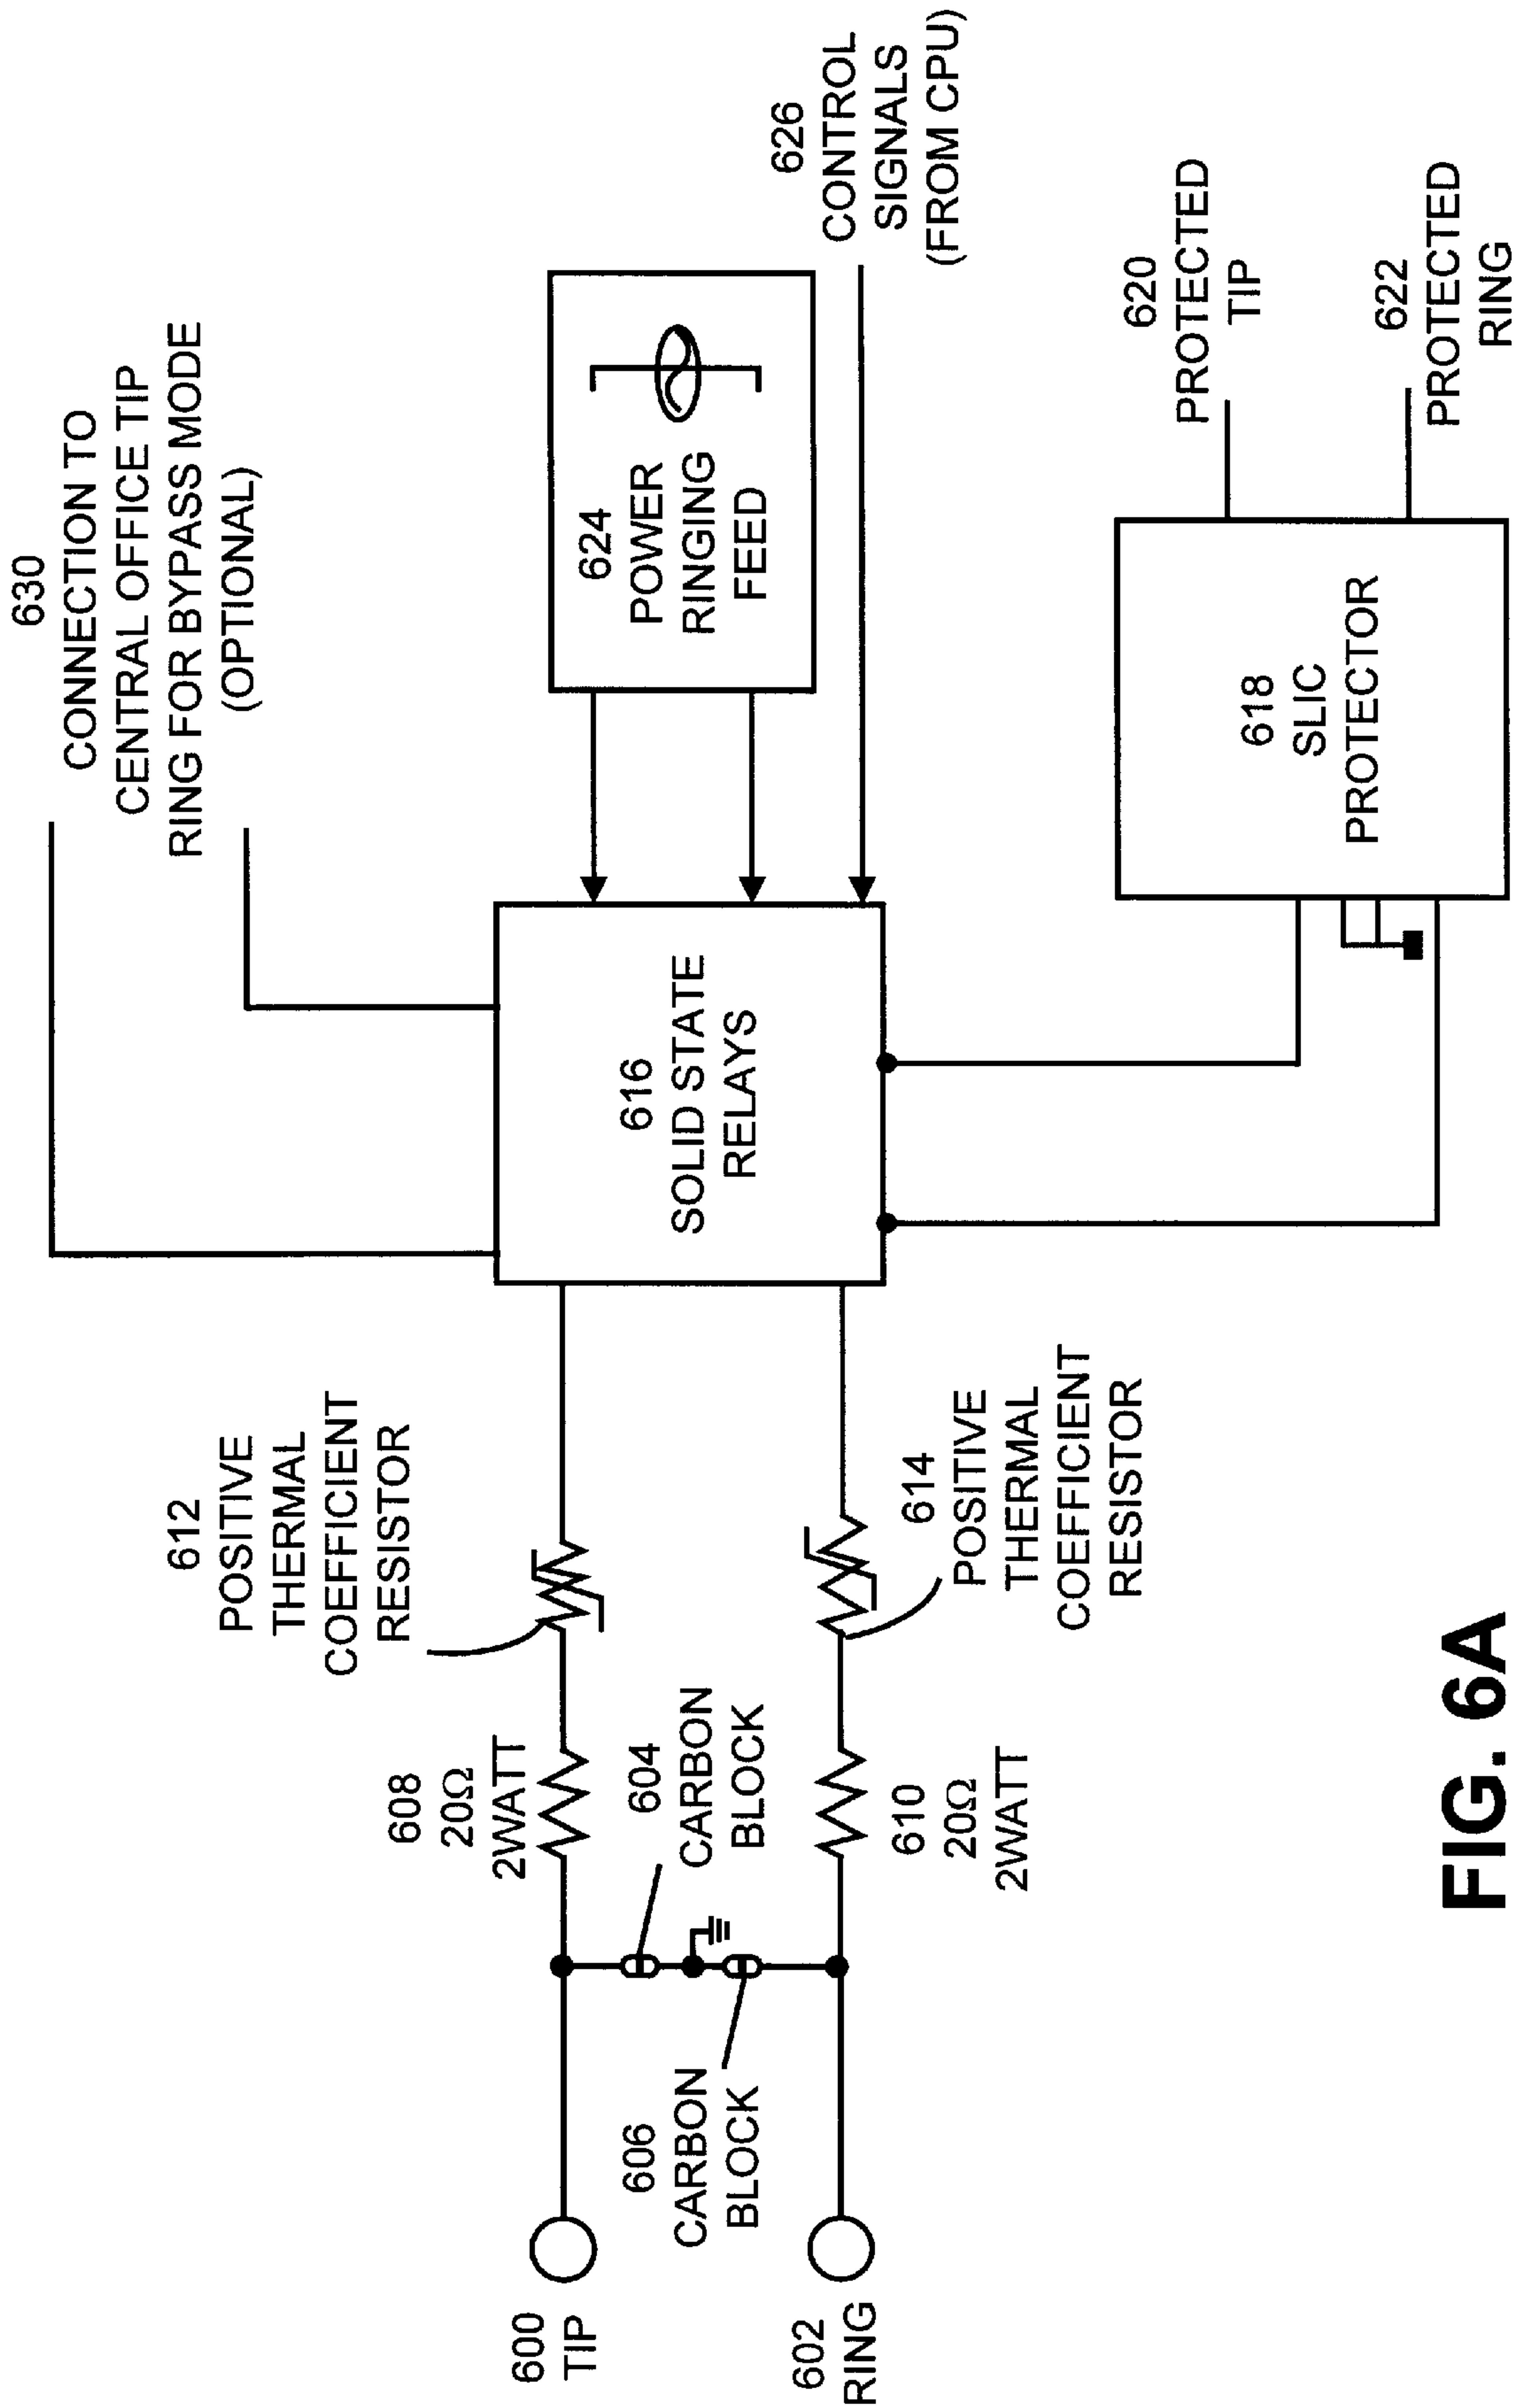 630
CONNECTION TO
CENTRAL OFFICE TIP
RING FOR BYPASS MODE
(OPTIONAL)
612
POSITIVE
THERMAL
COEFFICIENT
RESISTOR
608
20Ω
2WATT
600
TIP
604
CARBON
BLOCK
606
CARBON
BLOCK
602
RING
610
20Ω
2WATT
614
POSITIVE
THERMAL
COEFFICIENT
RESISTOR
616
SOLID STATE
RELAYS
624
POWER
RINGING
FEED
626
CONTROL
SIGNALS
(FROM CPU)
618
SLIC
PROTECTOR
620
PROTECTED
TIP
622
PROTECTED
RING
FIG. 6A